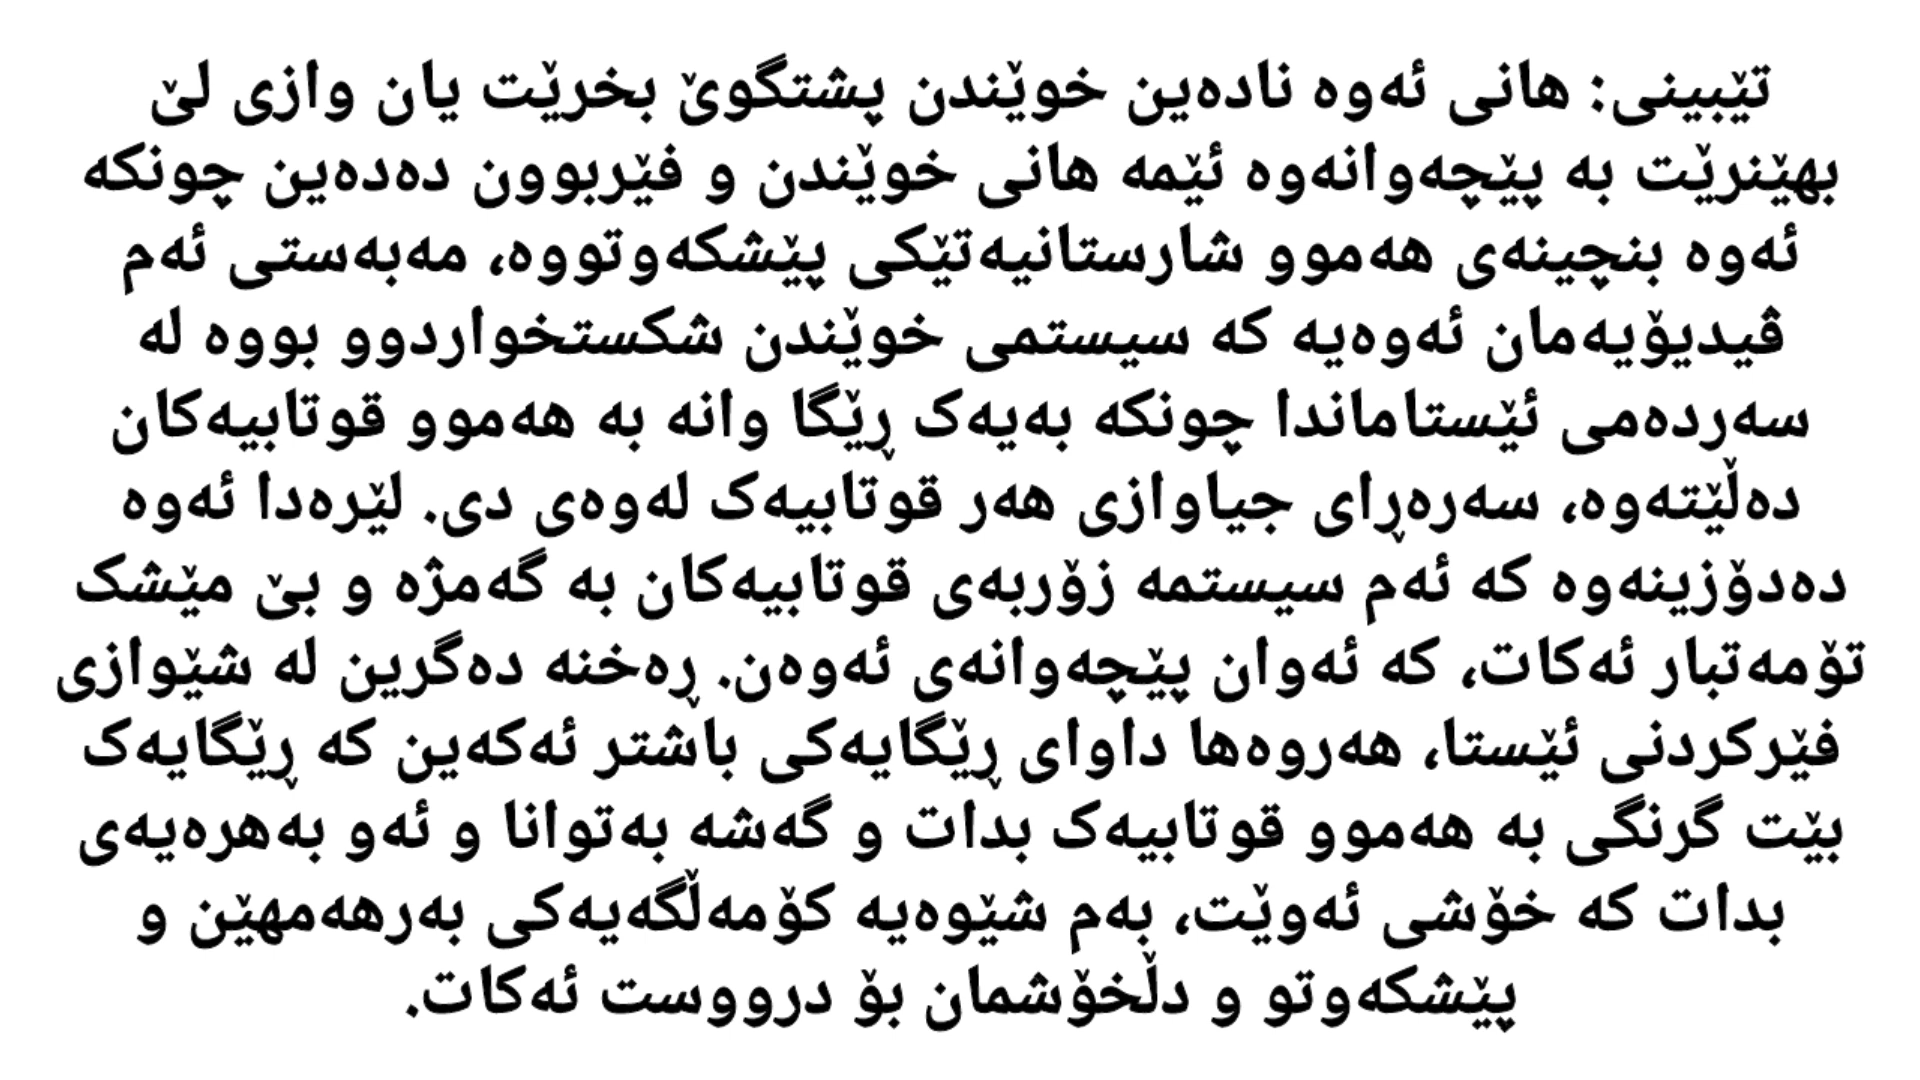 تێبینی: هانی ئەوە نادەین خوێندن پشتگوێ بخرێت یان وازی لێ
بهێنرێت بە پێچەوانەوە ئێمە هانی خوێندن و فێربوون دەدەین چونکە
ئەوە بنچینەی هەموو شارستانیەتێکی پێشکەوتووە، مەبەستی ئەم
ڤیدیۆیەمان ئەوەیە کە سیستمی خوێندن شکستخواردوو بووە لە
سەردەمی ئێستاماندا چونکە بەیەک ڕێگا وانە بە هەموو قوتابیەکان
دەڵێتەوە، سەرەڕای جیاوازی هەر قوتابیەک لەوەی دی. لێرەدا ئەوە
دەدۆزینەوە کە ئەم سیستمە زۆربەی قوتابیەکان بە گەمژە و بێ مێشک
تۆمەتبار ئەکات، کە ئەوان پێچەوانەی ئەوەن. ڕەخنە دەگرین لە شێوازی
فێرکردنی ئێستا، هەروەها داوای ڕێگایەکی باشتر ئەکەین کە ڕێگایەک
بێت گرنگی بە هەموو قوتابیەک بدات و گەشە بەتوانا و ئەو بەهرەیەی
بدات کە خۆشی ئەوێت، بەم شێوەیە کۆمەڵگەیەکی بەرهەمهێن و
پێشکەوتو و دڵخۆشمان بۆ درووست ئەکات.